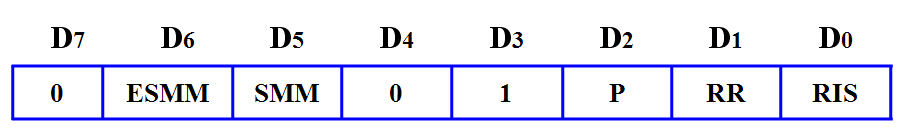 D7 D6 D5 D4 D3 D2 D1 D0
0 ESMM SMM 0 1 P RR RIS